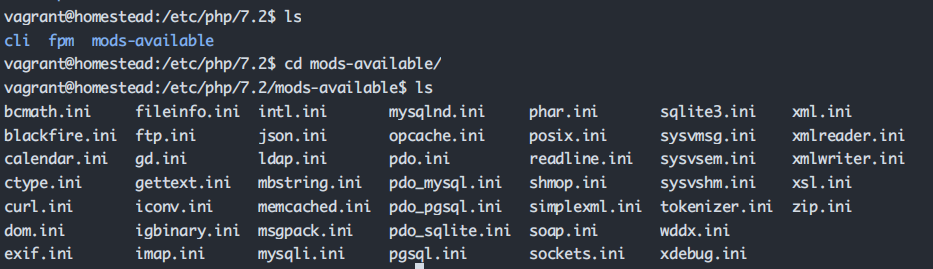 vagrant@homestead:/etc/php/7.2$ ls
cli fpm mods-available
vagrant@homestead:/etc/php/7.2$ cd mods-available/
vagrant@homestead:/etc/php/7.2/mods-available$ ls
bcmath.ini fileinfo.ini intl.ini mysqlnd.ini phar.ini sqlite3.ini xml.ini
blackfire.ini ftp.ini json.ini opcache.ini posix.ini sysvmsg.ini xmlreader.ini
calendar.ini gd.ini ldap.ini pdo.ini readline.ini sysvsem.ini xmlwriter.ini
ctype.ini gettext.ini mbstring.ini pdo_mysql.ini shmop.ini sysvshm.ini xsl.ini
curl.ini iconv.ini memcached.ini pdo_pgsql.ini simplexml.ini tokenizer.ini zip.ini
dom.ini igbinary.ini msgpack.ini pdo_sqlite.ini soap.ini wddx.ini
exif.ini imap.ini mysqli.ini pgsql.ini sockets.ini xdebug.ini